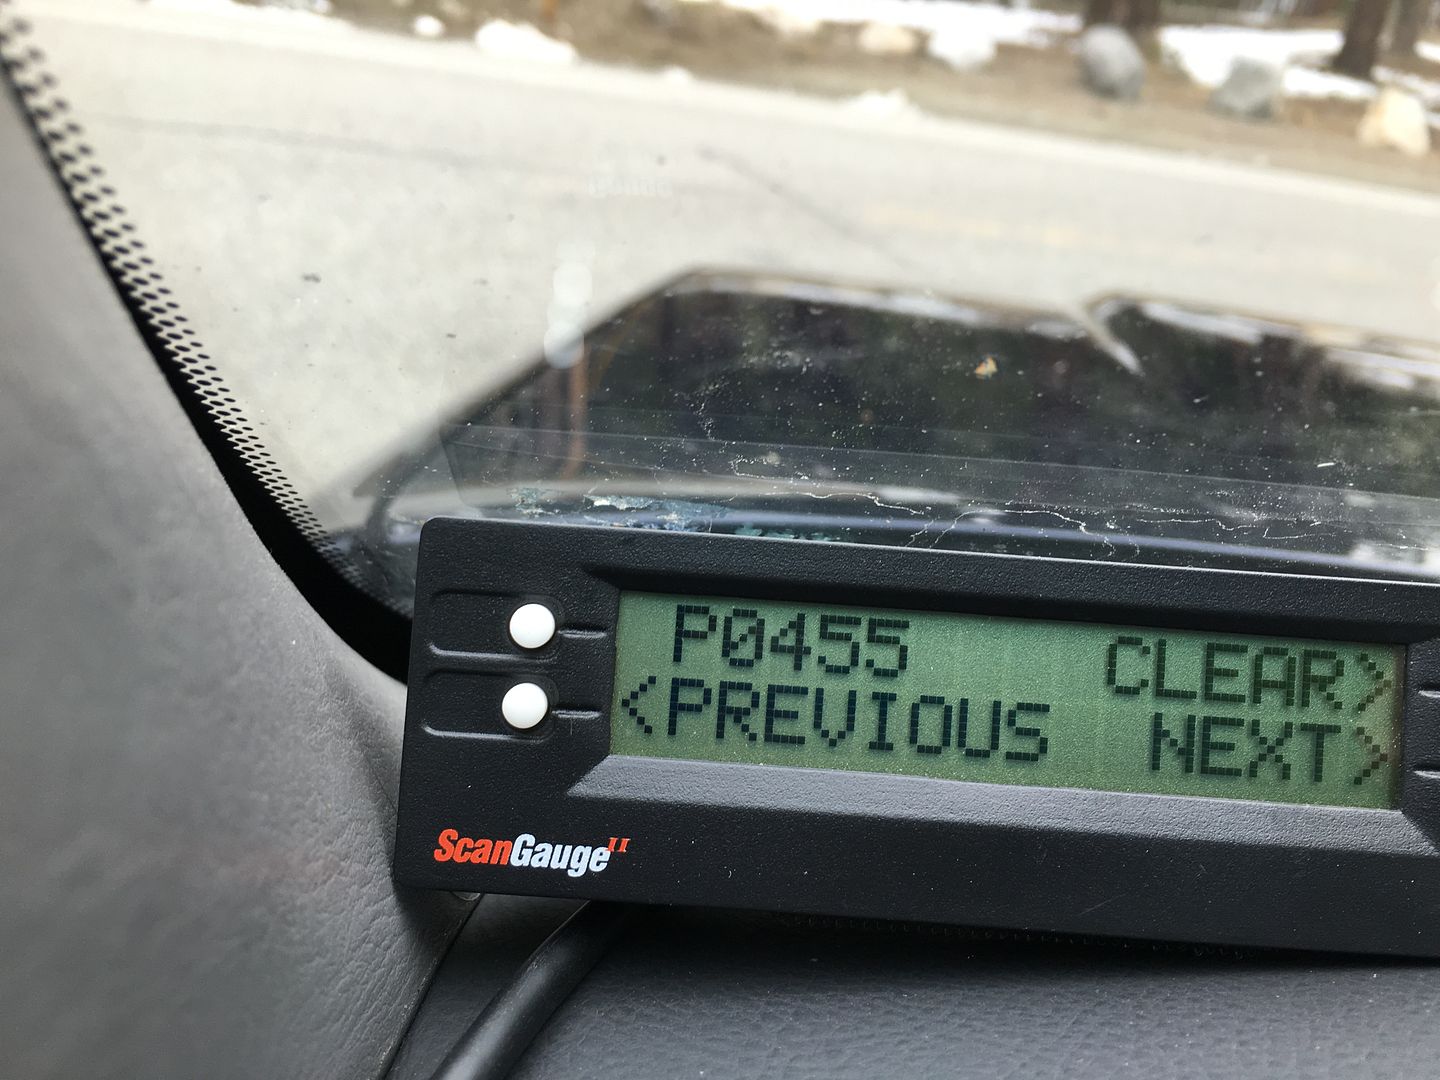 P0455 CLEAR>
<PREVIOUS NEXT>
ScanGauge II